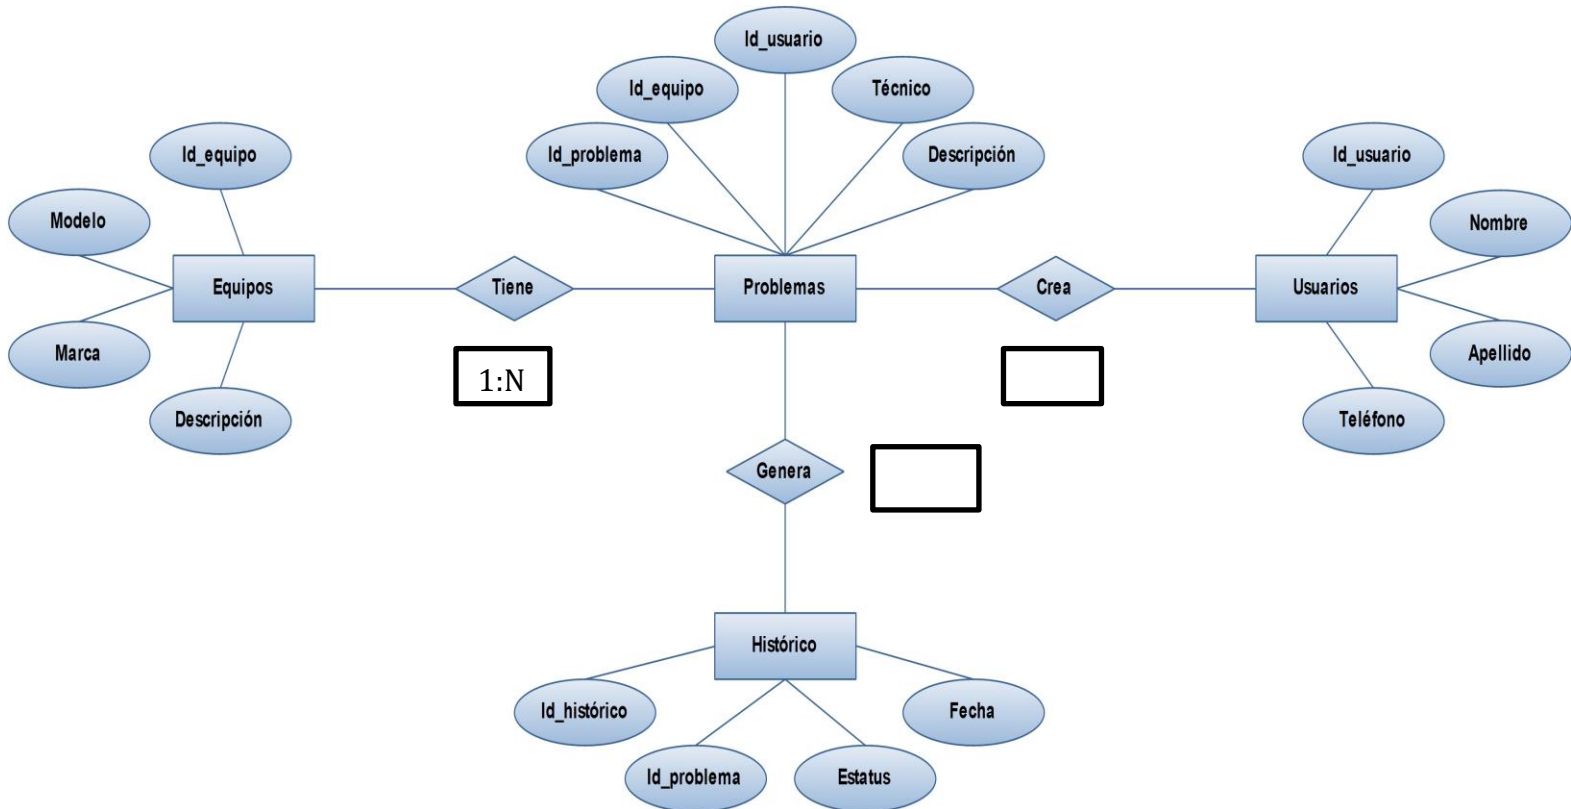 Id_usuario
Id_equipo
Técnico
Id_equipo
Id_problema
Descripción
Id_usuario
Modelo
Nombre
Equipos
Tiene
Problemas
Crea
Usuarios
Marca
1:N
Apellido
Descripción
Teléfono
Genera
Histórico
Id_histórico
Fecha
Id_problema
Estatus